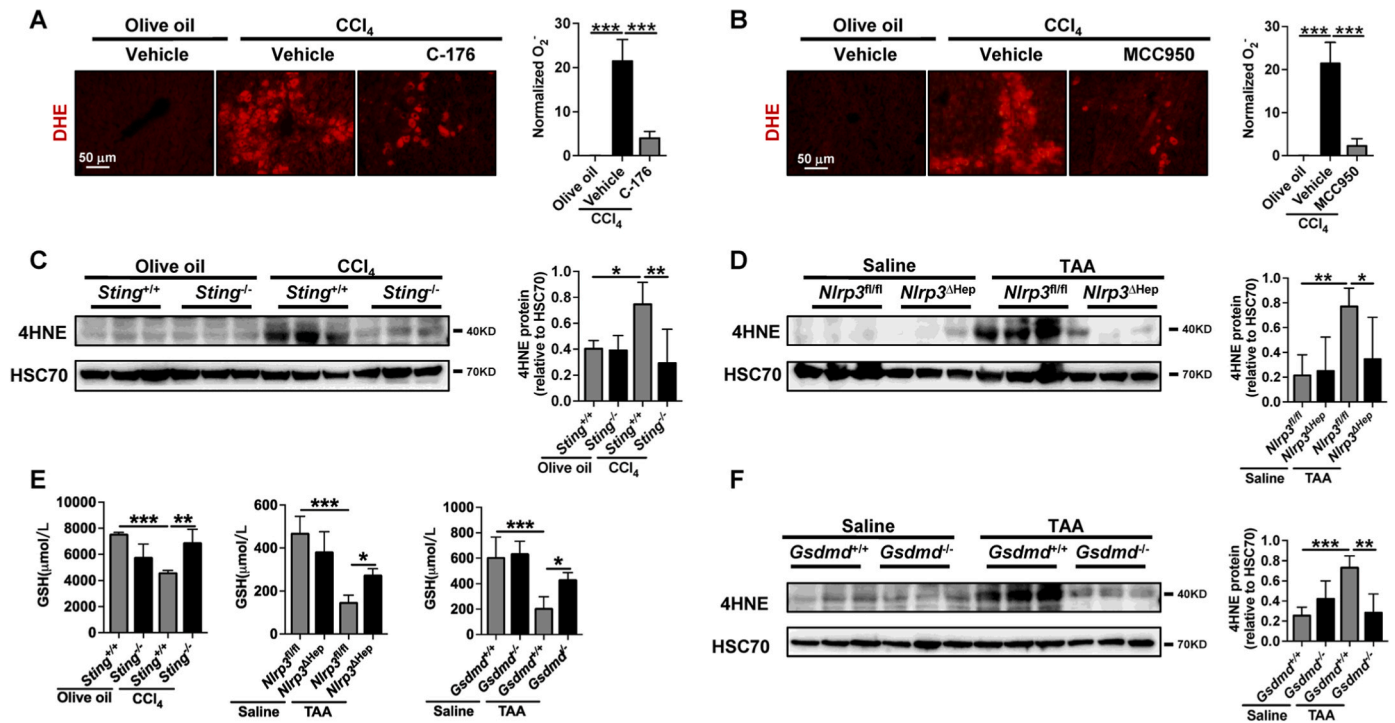 A
Olive oil CCl4
Vehicle Vehicle C-176
DHE
50 μm
Normalized O2-
30
20
10
0
*** ***
Olive oil
Vehicle
C-176
CCl4
B
Olive oil CCl4
Vehicle Vehicle MCC950
DHE
50 μm
Normalized O2-
30
20
10
0
*** ***
Olive oil
Vehicle
MCC950
CCl4
C
Olive oil CCl4
Sting+/+ Sting-/- Sting+/+ Sting-/-
4HNE 40KD
HSC70 70KD
4HNE protein
(relative to HSC70)
1.0
0.8
0.6
0.4
0.2
0.0
* **
Sting+/+
Sting-/-
Sting+/+
Sting-/-
Olive oil CCl4
D
Saline TAA
Nlrp3fl/fl Nlrp3ΔHep Nlrp3fl/fl Nlrp3ΔHep
4HNE 40KD
HSC70 70KD
4HNE protein
(relative to HSC70)
1.0
0.8
0.6
0.4
0.2
0.0
** *
Nlrp3fl/fl
Nlrp3ΔHep
Nlrp3fl/fl
Nlrp3ΔHep
Saline TAA
E
GSH(μmol/L)
10000
8000
6000
4000
2000
0
*** **
Sting+/+
Sting-/-
Sting+/+
Sting-/-
Olive oil CCl4
GSH(μmol/L)
600
400
200
0
***
*
Nlrp3fl/fl
Nlrp3ΔHep
Nlrp3fl/fl
Nlrp3ΔHep
Saline TAA
GSH(μmol/L)
1000
800
600
400
200
0
***
*
Gsdmd+/+
Gsdmd-/-
Gsdmd+/+
Gsdmd-/
Saline TAA
F
Saline TAA
Gsdmd+/+ Gsdmd-/- Gsdmd+/+ Gsdmd-/-
4HNE 40KD
HSC70 70KD
4HNE protein
(relative to HSC70)
1.0
0.8
0.6
0.4
0.2
0.0
*** **
Gsdmd+/+
Gsdmd-/-
Gsdmd+/+
Gsdmd-/-
Saline TAA